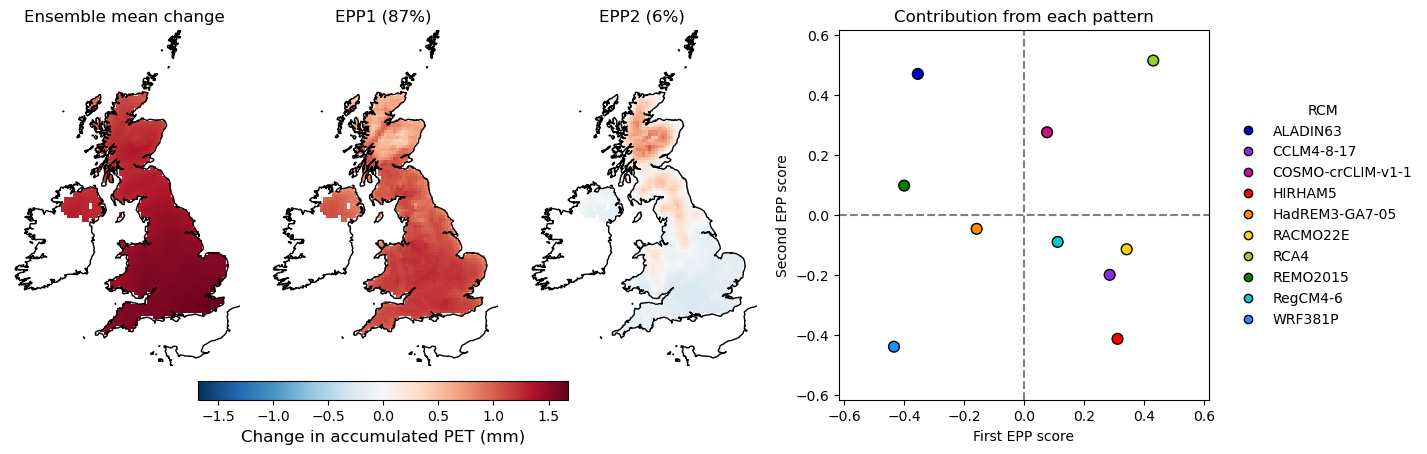 Ensemble mean change
EPP1 (87%)
EPP2 (6%)
−1.5 −1.0 −0.5 0.0 0.5 1.0 1.5
Change in accumulated PET (mm)
Contribution from each pattern
Second EPP score
0.6
0.4
0.2
0.0
−0.2
−0.4
−0.6
−0.6 −0.4 −0.2 0.0 0.2 0.4 0.6
First EPP score
RCM
ALADIN63
CCLM4-8-17
COSMO-crCLIM-v1-1
HIRHAM5
HadREM3-GA7-05
RACMO22E
RCA4
REMO2015
RegCM4-6
WRF381P